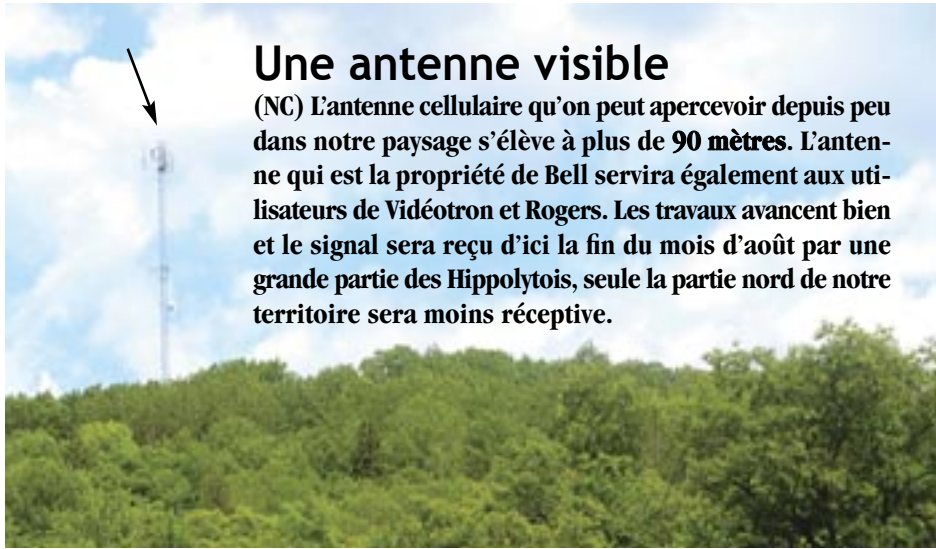 Une antenne visible
(NC) L'antenne cellulaire qu'on peut apercevoir depuis peu
dans notre paysage s'élève à plus de 90 mètres. L'anten-
ne qui est la propriété de Bell servira également aux uti-
lisateurs de Vidéotron et Rogers. Les travaux avancent bien
et le signal sera reçu d'ici la fin du mois d'août par une
grande partie des Hippolytois, seule la partie nord de notre
territoire sera moins réceptive.